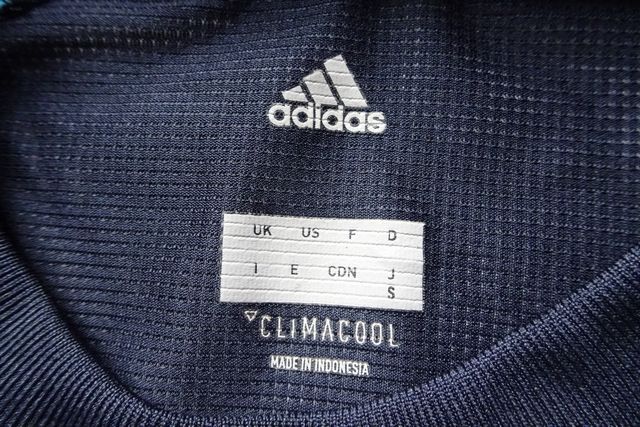 adidas
UK US F D
I E CDN J
S
CLIMACOOL
MADE IN INDONESIA